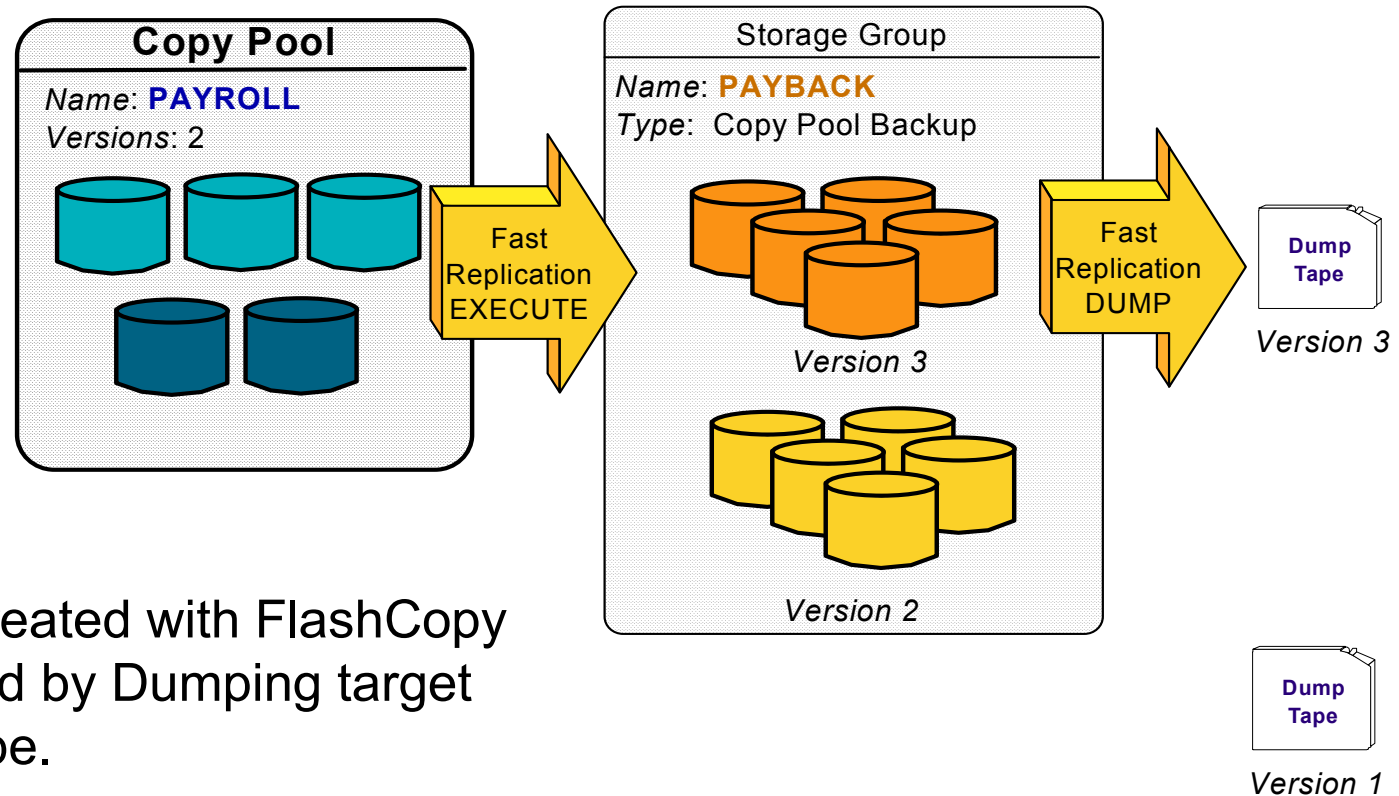 Copy Pool
Name: PAYROLL
Versions: 2
Fast
Replication
EXECUTE
Storage Group
Name: PAYBACK
Type: Copy Pool Backup
Version 3
Version 2
Fast
Replication
DUMP
Dump
Tape
Version 3
Dump
Tape
Version 1
eated with FlashCopy
d by Dumping target
pe.